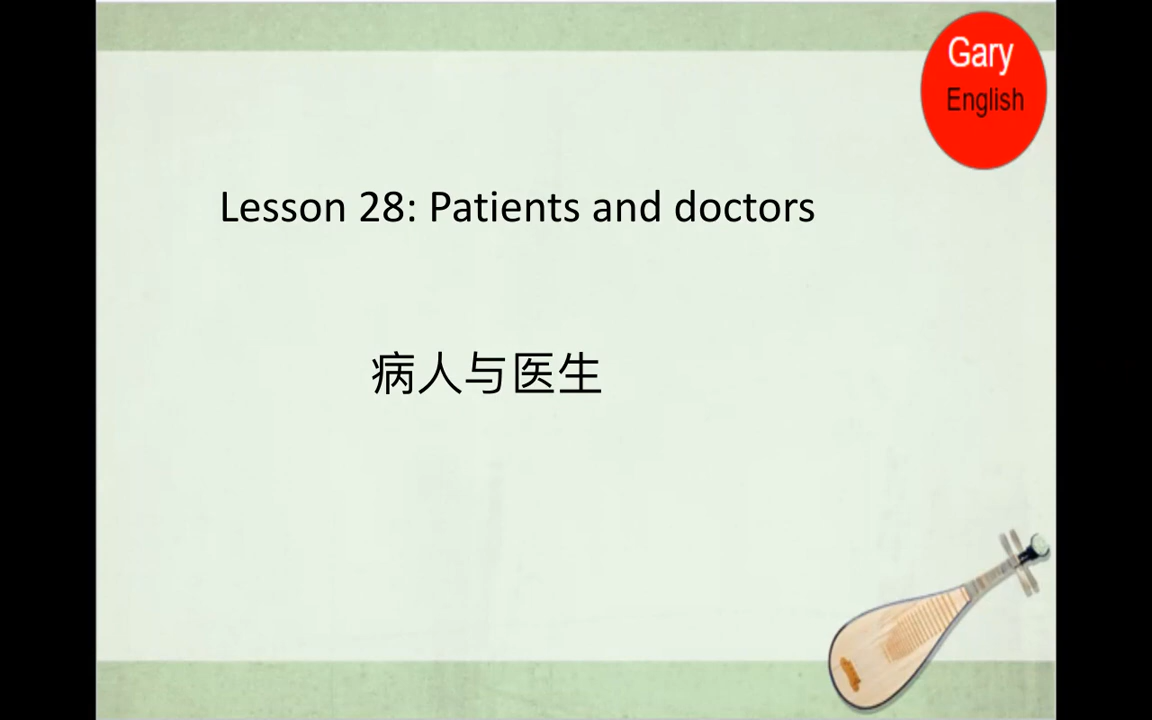 Gary
English
Lesson 28: Patients and doctors
病人与医生